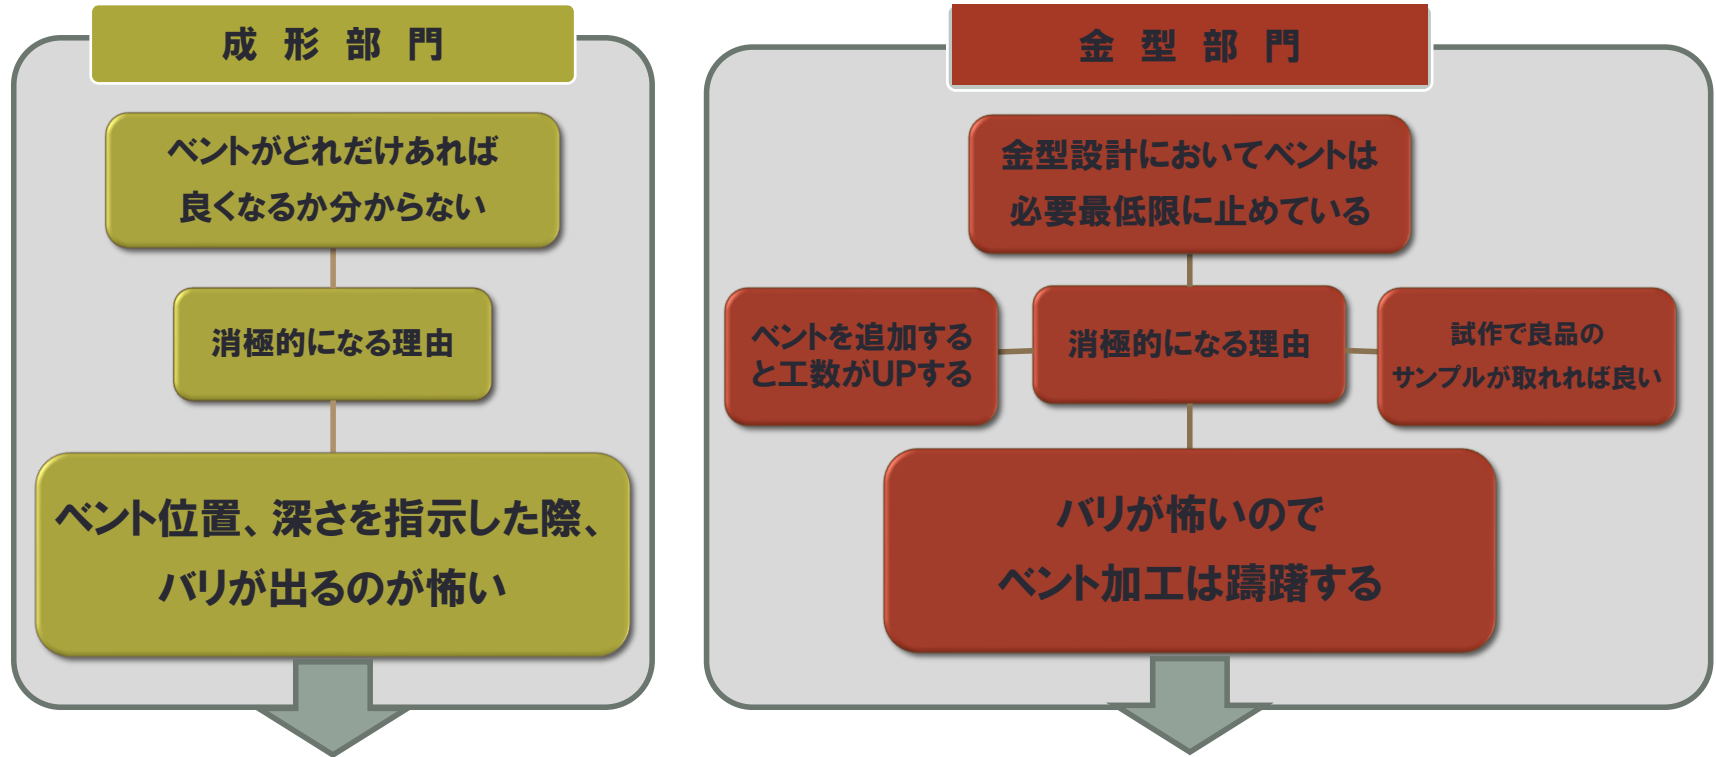 成形部門
ベントがどれだけあれば
良くなるか分からない
消極的になる理由
ベント位置、深さを指示した際、
バリが出るのが怖い
金型部門
金型設計においてベントは
必要最低限に止めている
ベントを追加する
と工数がUPする
消極的になる理由
試作で良品の
サンプルが取れれば良い
バリが怖いので
ベント加工は躊躇する